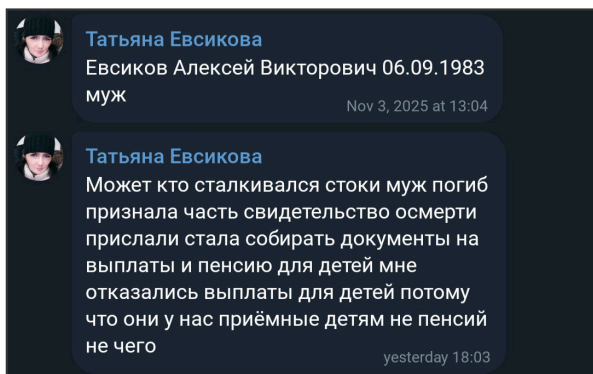 Татьяна Евсикова
Евсиков Алексей Викторович 06.09.1983
муж
Nov 3, 2025 at 13:04
Татьяна Евсикова
Может кто сталкивался стоки муж погиб
признала часть свидетельство осмерти
прислали стала собирать документы на
выплаты и пенсию для детей мне
отказались выплаты для детей потому
что они у нас приёмные детям не пенсий
не чего
yesterday 18:03